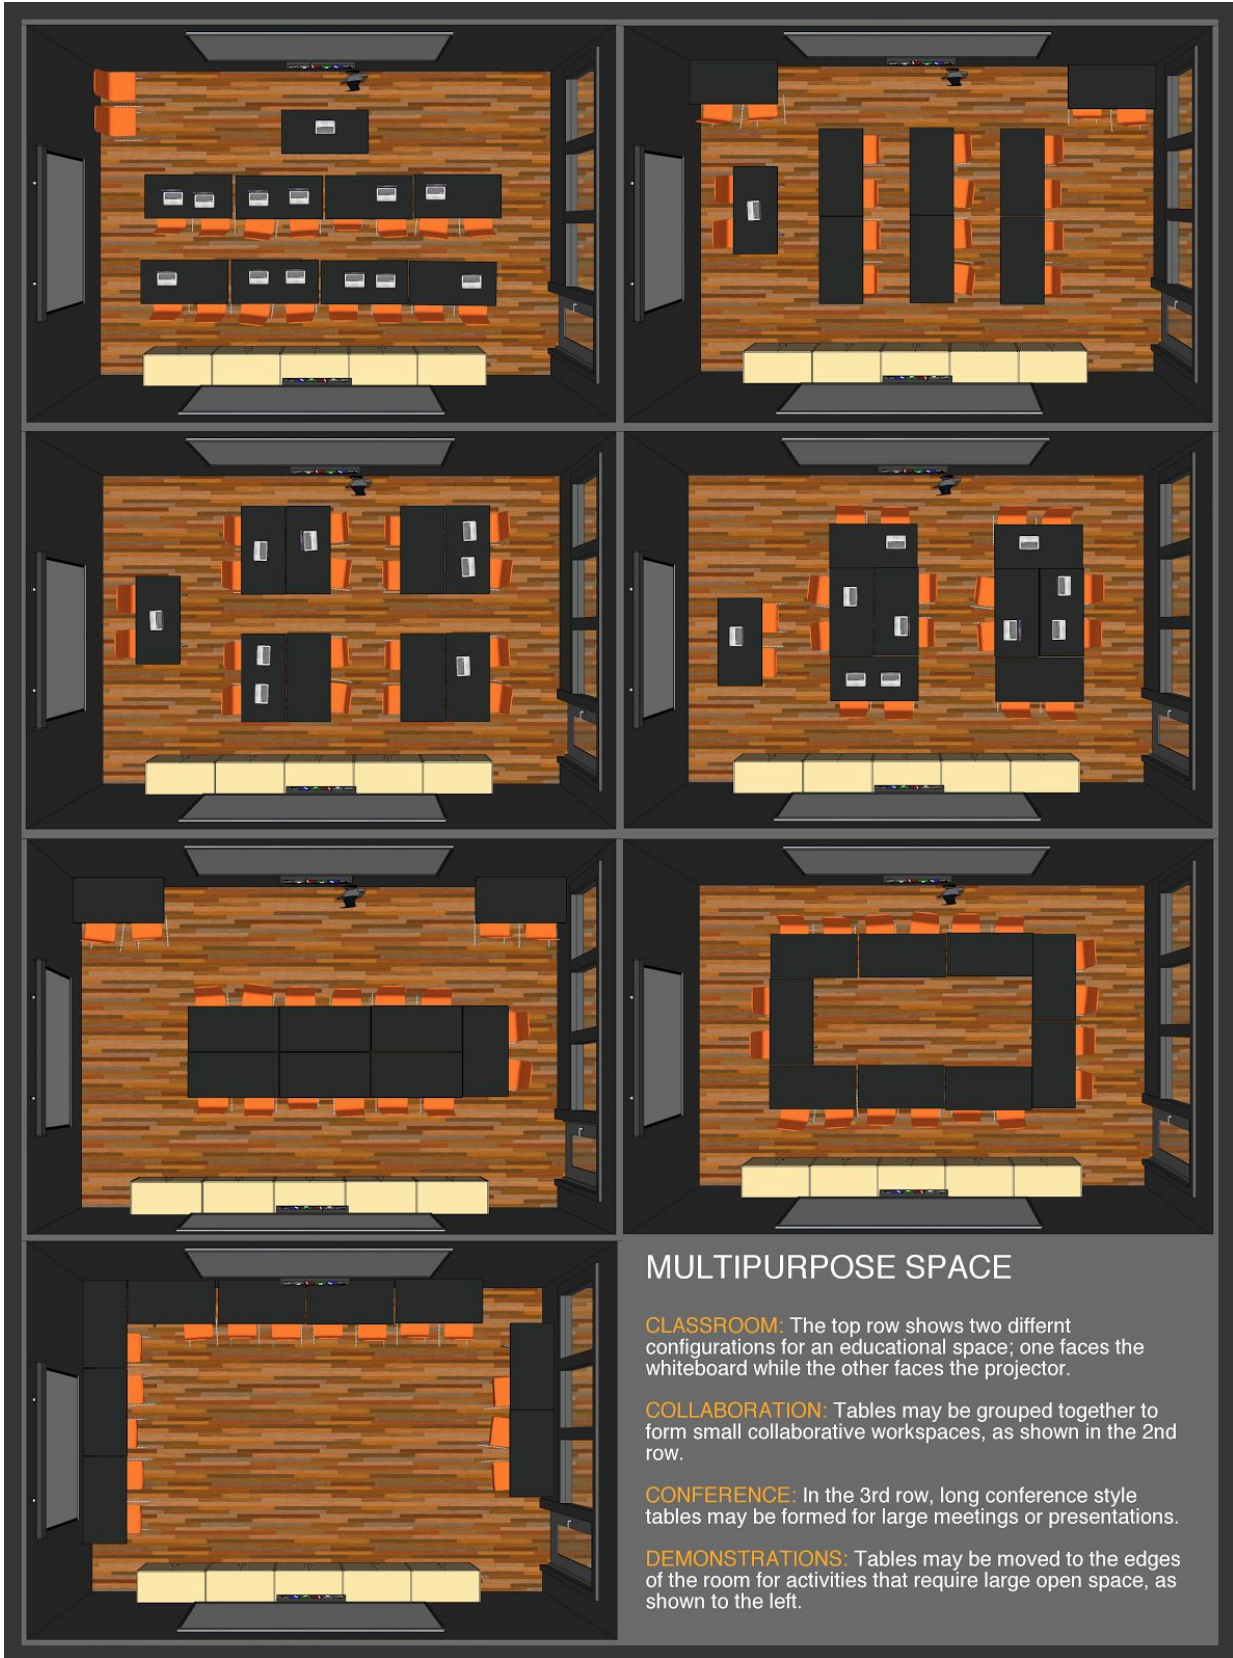 MULTIPURPOSE SPACE
CLASSROOM: The top row shows two differnt
configurations for an educational space; one faces the
whiteboard while the other faces the projector.
COLLABORATION: Tables may be grouped together to
form small collaborative workspaces, as shown in the 2nd
row.
CONFERENCE: In the 3rd row, long conference style
tables may be formed for large meetings or presentations.
DEMONSTRATIONS: Tables may be moved to the edges
of the room for activities that require large open space, as
shown to the left.